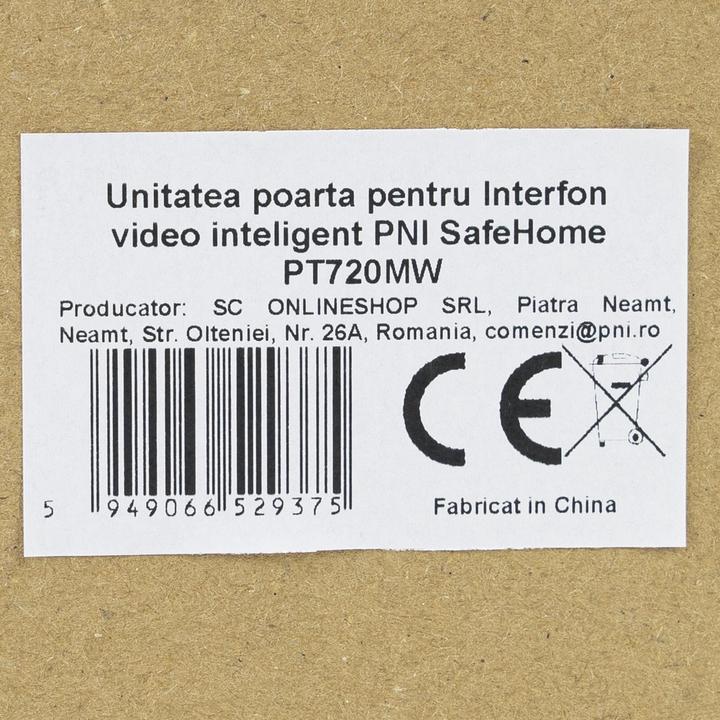 Unitatea poarta pentru Interfon
video inteligent PNI SafeHome
PT720MW
Producator: SC ONLINESHOP SRL, Piatra Neamt,
Neamt, Str. Olteniei, Nr. 26A, Romania, comenzi@pni.ro
CE
5 949066 529375
Fabricat in China